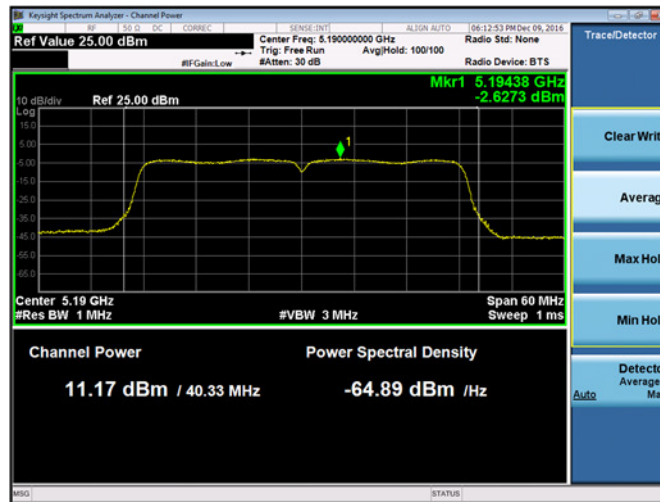 Keysight Spectrum Analyzer - Channel Power
RF 50 Ω DC CORREC SENSE:INT ALIGN AUTO 06:12:53 PM Dec 09, 2016
Ref Value 25.00 dBm
Center Freq: 5.190000000 GHz
Radio Std: None
Trig: Free Run Avg|Hold: 100/100
#IFGain:Low
#Atten: 30 dB
Radio Device: BTS
Trace/Detector
Mkr1 5.19438 GHz
-2.6273 dBm
10 dB/div Ref 25.00 dBm
Log
15.0
5.00
-5.00
-15.0
-25.0
-35.0
-45.0
-55.0
-65.0
1
Center 5.19 GHz
Span 60 MHz
#Res BW 1 MHz
#VBW 3 MHz
Sweep 1 ms
Channel Power
Power Spectral Density
11.17 dBm / 40.33 MHz
-64.89 dBm /Hz
Clear Writ
Averag
Max Hol
Min Hol
Detecto
Average
Auto Ma
MSG
STATUS